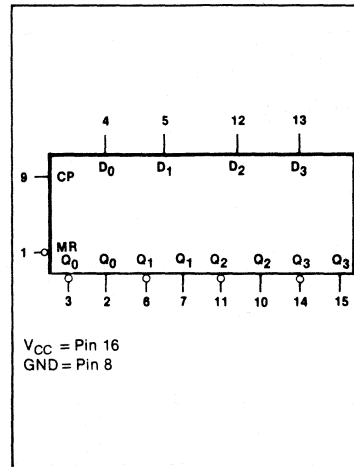 4 5 12 13
D0 D1 D2 D3
9 CP
1 MR
Q0 Q0 Q1 Q1 Q2 Q2 Q3 Q3
3 2 6 7 11 10 14 15
VCC = Pin 16
GND = Pin 8